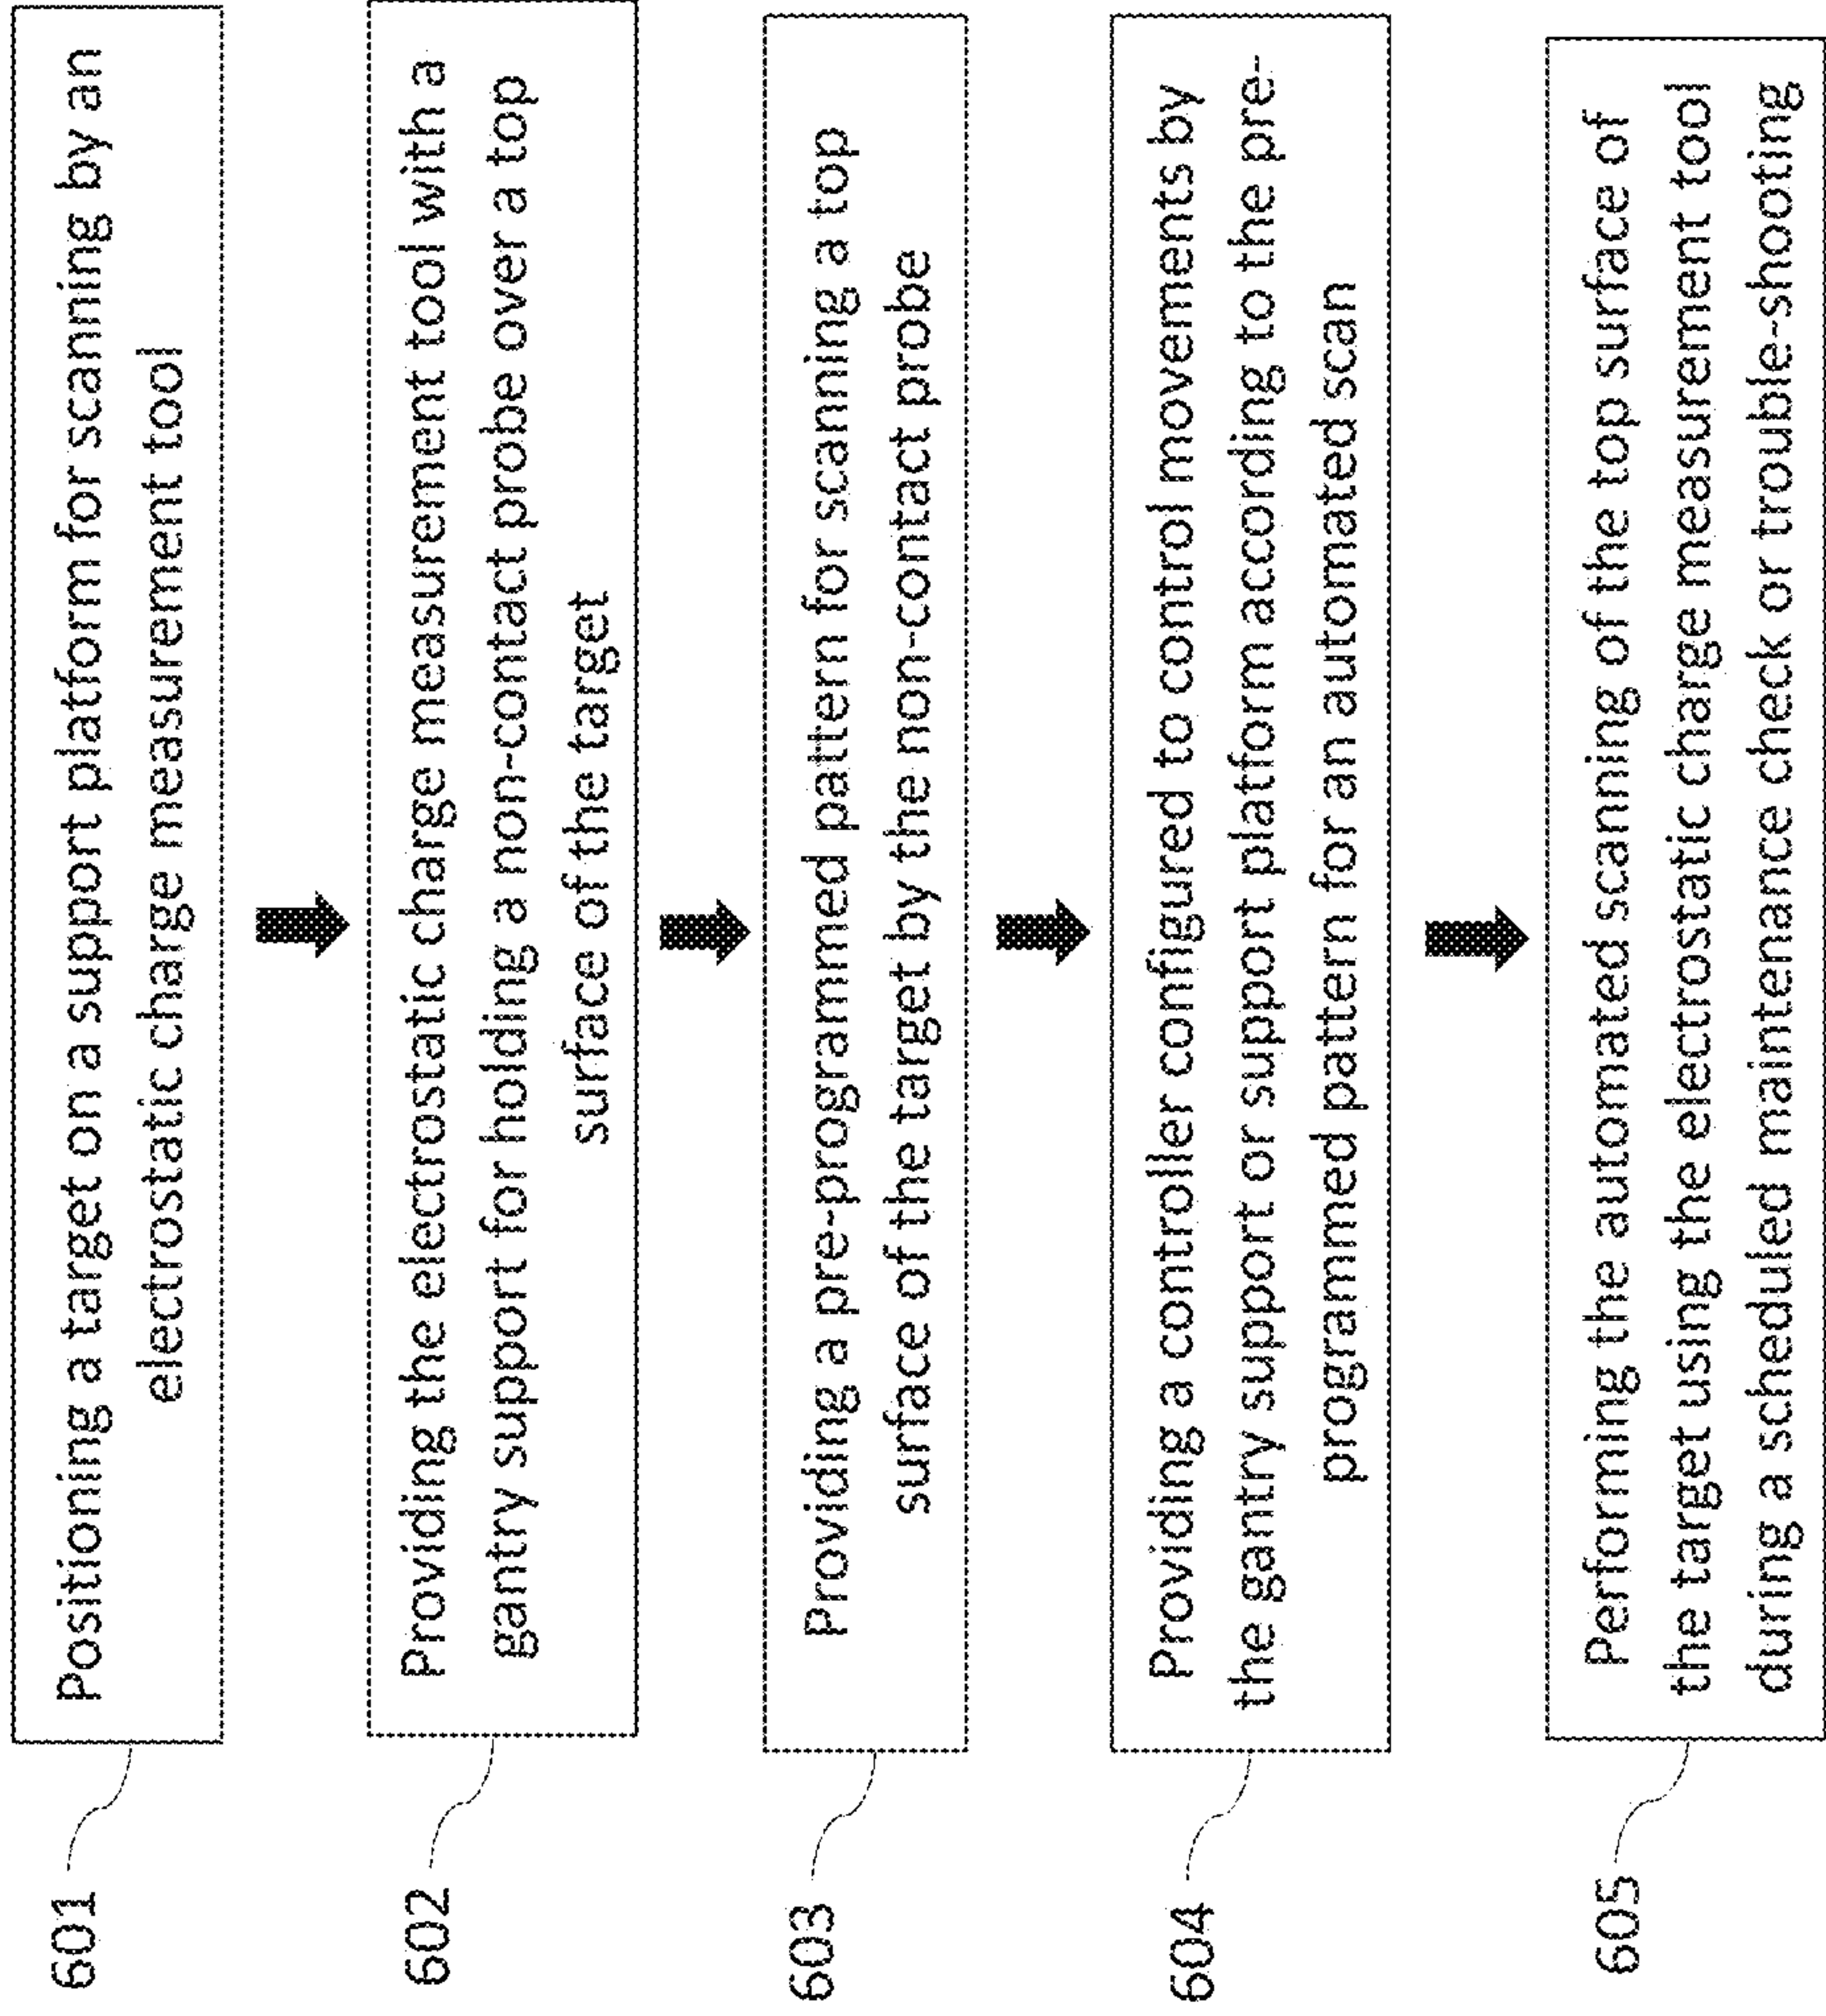 601
Positioning a target on a support platform for scanning by an
electrostatic charge measurement tool
602
Providing the electrostatic charge measurement tool with a
gantry support for holding a non-contact probe over a top
surface of the target
603
Providing a pre-programmed pattern for scanning a top
surface of the target by the non-contact probe
604
Providing a controller configured to control movements by
the gantry support or support platform according to the pre-
programmed pattern for an automated scan
605
Performing the automated scanning of the top surface of
the target using the electrostatic charge measurement tool
during a scheduled maintenance check or trouble-shooting